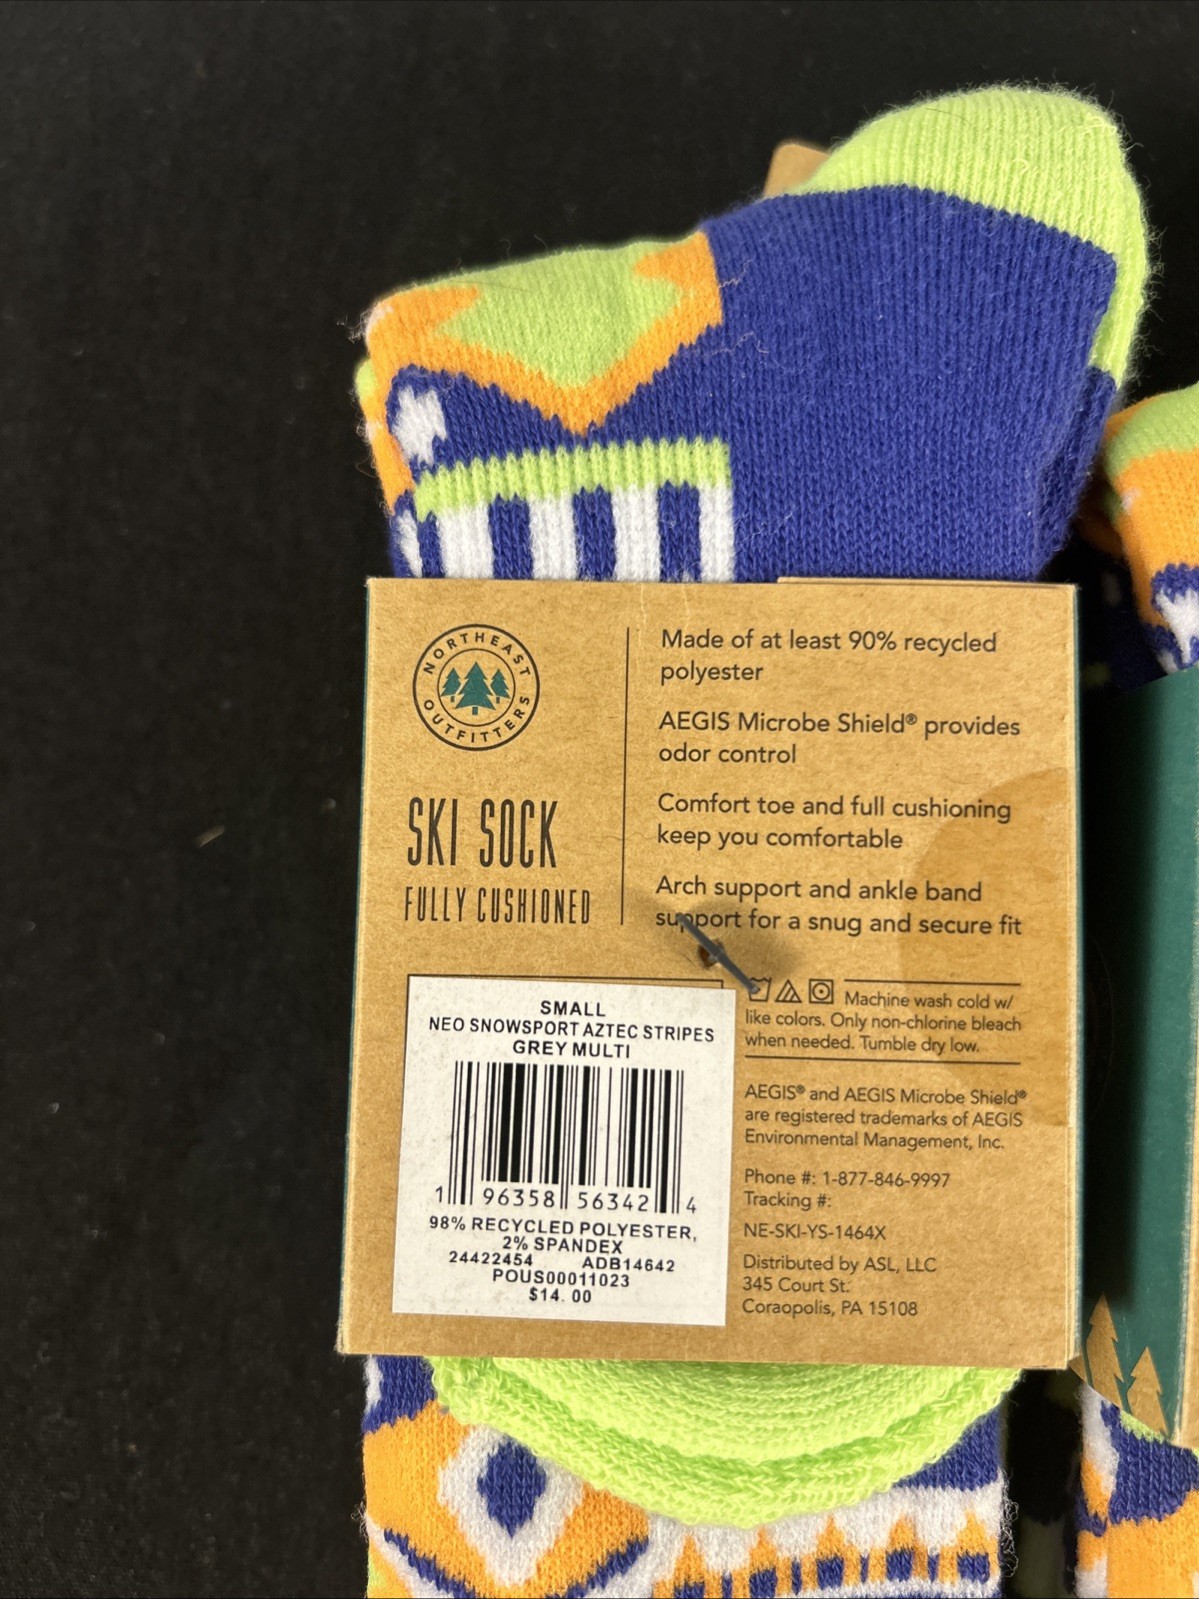 NORTHEAST
OUTFITTERS
SKI SOCK
FULLY CUSHIONED
Made of at least 90% recycled
polyester
AEGIS Microbe Shield® provides
odor control
Comfort toe and full cushioning
keep you comfortable
Arch support and ankle band
support for a snug and secure fit
Machine wash cold w/
like colors. Only non-chlorine bleach
when needed. Tumble dry low.
AEGIS® and AEGIS Microbe Shield®
are registered trademarks of AEGIS
Environmental Management, Inc.
Phone #: 1-877-846-9997
Tracking #:
NE-SKI-YS-1464X
Distributed by ASL, LLC
345 Court St.
Coraopolis, PA 15108
SMALL
NEO SNOWSPORT AZTEC STRIPES
GREY MULTI
1 96358 56342 4
98% RECYCLED POLYESTER,
2% SPANDEX
24422454 ADB14642
POUS00011023
$14.00